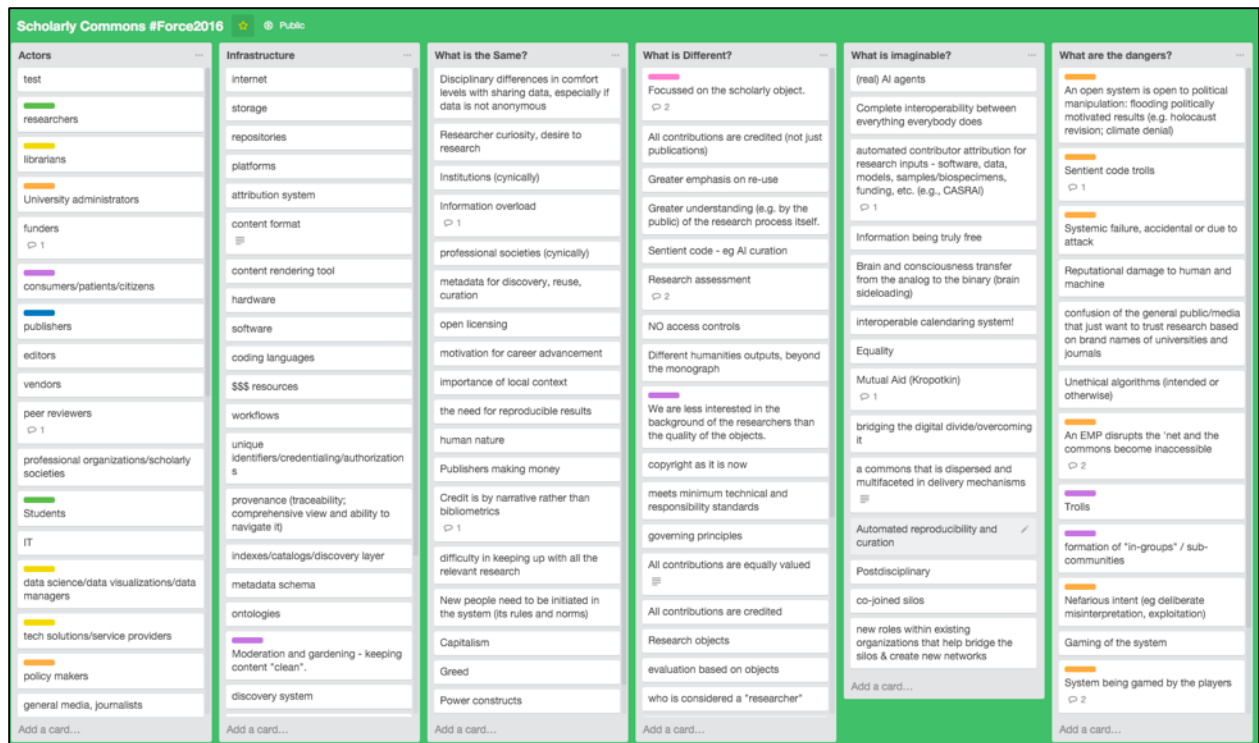 Scholarly Commons #Force2016
Public
Actors
test
researchers
librarians
University administrators
funders
1
consumers/patients/citizens
publishers
editors
vendors
peer reviewers
1
professional organizations/scholarly
societies
Students
IT
data science/data visualizations/data
managers
tech solutions/service providers
policy makers
general media, journalists
Add a card...
Infrastructure
internet
storage
repositories
platforms
attribution system
content format
content rendering tool
hardware
software
coding languages
$$$ resources
workflows
unique
identifiers/credentialing/authorization
s
provenance (traceability;
comprehensive view and ability to
navigate it)
indexes/catalogs/discovery layer
metadata schema
ontologies
Moderation and gardening - keeping
content "clean".
discovery system
Add a card...
What is the Same?
Disciplinary differences in comfort
levels with sharing data, especially if
data is not anonymous
Researcher curiosity, desire to
research
Institutions (cynically)
Information overload
1
professional societies (cynically)
metadata for discovery, reuse,
curation
open licensing
motivation for career advancement
importance of local context
the need for reproducible results
human nature
Publishers making money
Credit is by narrative rather than
bibliometrics
1
difficulty in keeping up with all the
relevant research
New people need to be initiated in
the system (its rules and norms)
Capitalism
Greed
Power constructs
Add a card...
What is Different?
Focussed on the scholarly object.
2
All contributions are credited (not just
publications)
Greater emphasis on re-use
Greater understanding (e.g. by the
public) of the research process itself.
Sentient code - eg AI curation
Research assessment
2
NO access controls
Different humanities outputs, beyond
the monograph
We are less interested in the
background of the researchers than
the quality of the objects.
copyright as it is now
meets minimum technical and
responsibility standards
governing principles
All contributions are equally valued
All contributions are credited
Research objects
evaluation based on objects
who is considered a "researcher"
Add a card...
What is imaginable?
(real) AI agents
Complete interoperability between
everything everybody does
automated contributor attribution for
research inputs - software, data,
models, samples/biospecimens,
funding, etc. (e.g., CASRAI)
1
Information being truly free
Brain and consciousness transfer
from the analog to the binary (brain
sideloading)
interoperable calendaring system!
Equality
Mutual Aid (Kropotkin)
1
bridging the digital divide/overcoming
it
a commons that is dispersed and
multifaceted in delivery mechanisms
Automated reproducibility and
curation
Postdisciplinary
co-joined silos
new roles within existing
organizations that help bridge the
silos & create new networks
Add a card...
What are the dangers?
An open system is open to political
manipulation: flooding politically
motivated results (e.g. holocaust
revision; climate denial)
Sentient code trolls
1
Systemic failure, accidental or due to
attack
Reputational damage to human and
machine
confusion of the general public/media
that just want to trust research based
on brand names of universities and
journals
Unethical algorithms (intended or
otherwise)
An EMP disrupts the 'net and the
commons become inaccessible
2
Trolls
formation of "in-groups" / sub-
communities
Nefarious intent (eg deliberate
misinterpretation, exploitation)
Gaming of the system
System being gamed by the players
2
Add a card...